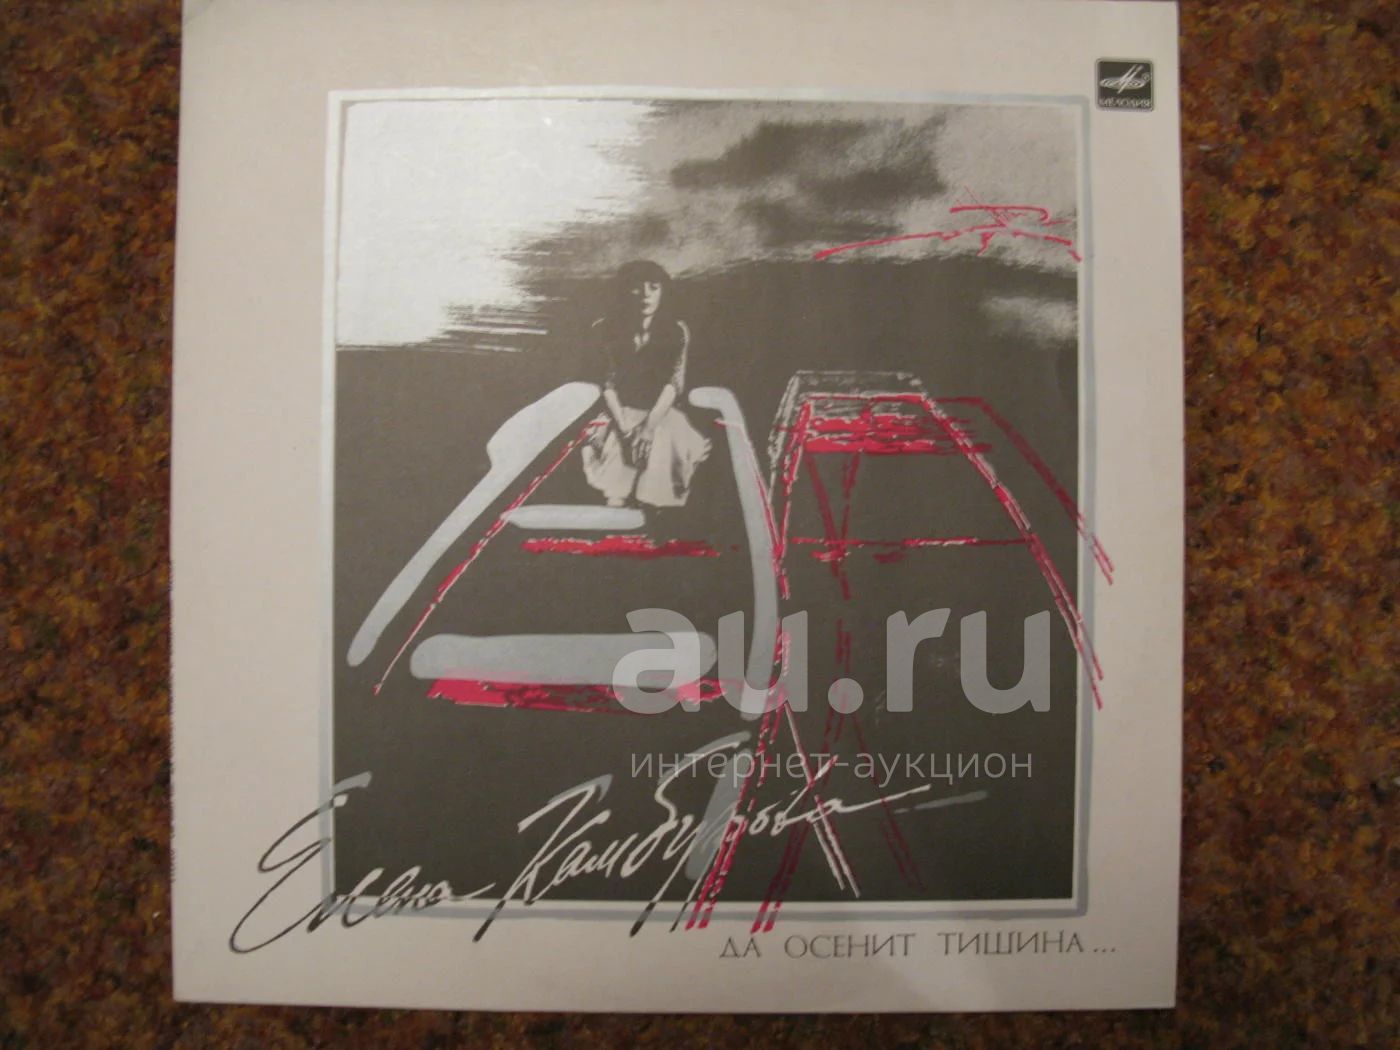 МЕЛОДИЯ
au.ru
интернет-аукцион
Елена Камбурова
ДА ОСЕНИТ ТИШИНА...